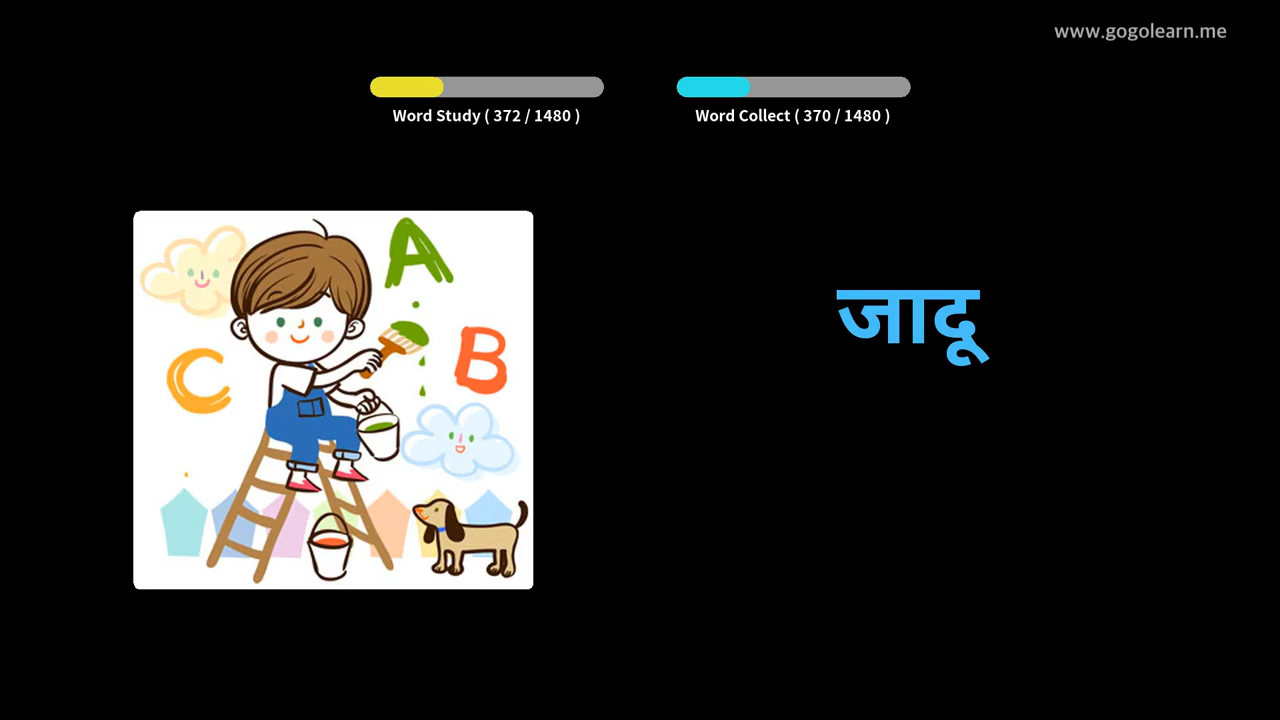 www.gogolearn.me
Word Study ( 372 / 1480 )
Word Collect ( 370 / 1480 )
A
B
C
जादू